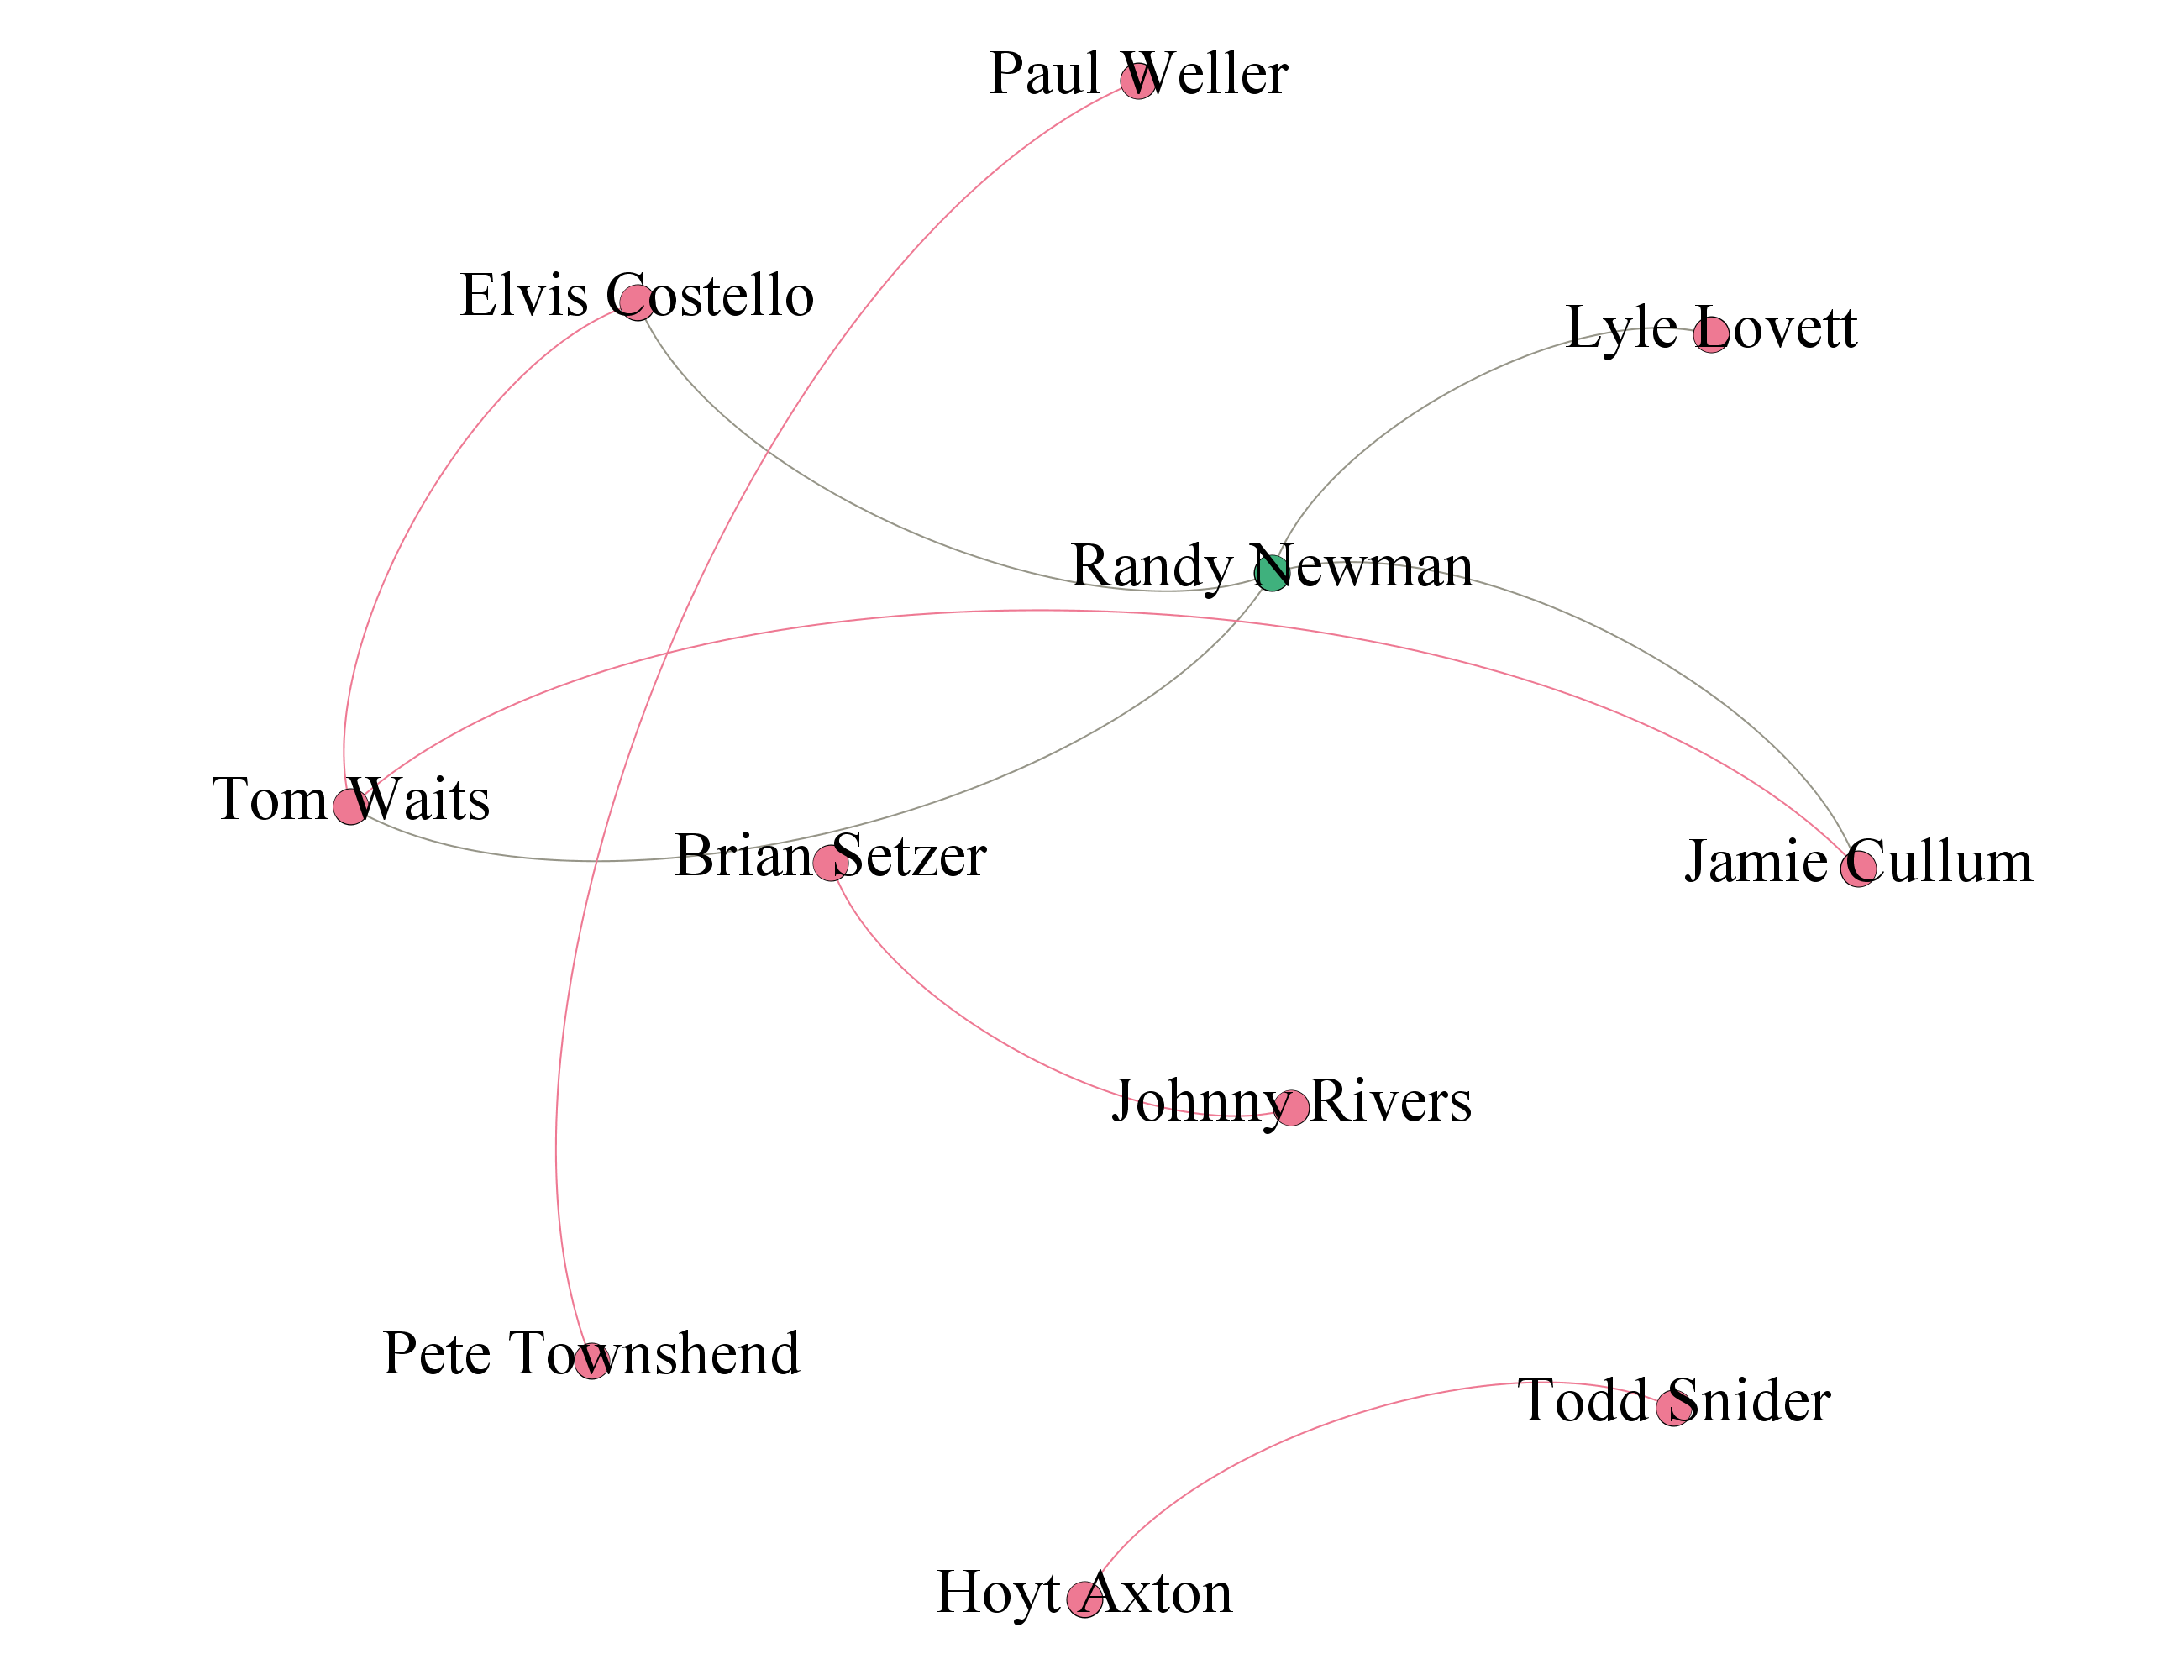 Paul Weller
Elvis Costello
Lyle Lovett
Randy Newman
Tom Waits
Brian Setzer
Jamie Cullum
Johnny Rivers
Pete Townshend
Todd Snider
Hoyt Axton